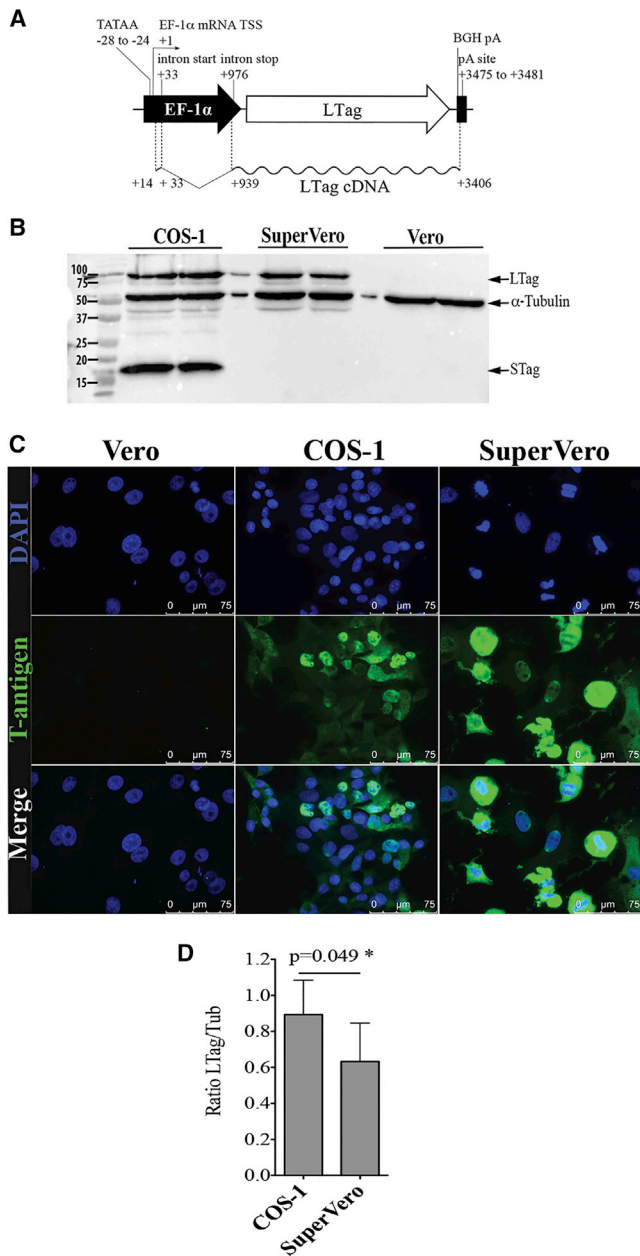 A
TATAA
-28 to -24
EF-1α mRNA TSS
+1
intron start intron stop
+33
+976
BGH pA
pA site
+3475 to +3481
EF-1α
LTag
+14
+ 33
+939
LTag cDNA
+3406
B
COS-1
SuperVero
Vero
100
75
50
37
25
20
15
LTag
α-Tubulin
STag
C
Vero
COS-1
SuperVero
DAPI
0 µm 75
0 µm 75
0 µm 75
T-antigen
0 µm 75
0 µm 75
0 µm 75
Merge
0 µm 75
0 µm 75
0 µm 75
D
p=0.049 *
Ratio LTag/Tub
1.2
1.0
0.8
0.6
0.4
0.2
0.0
COS-1
SuperVero